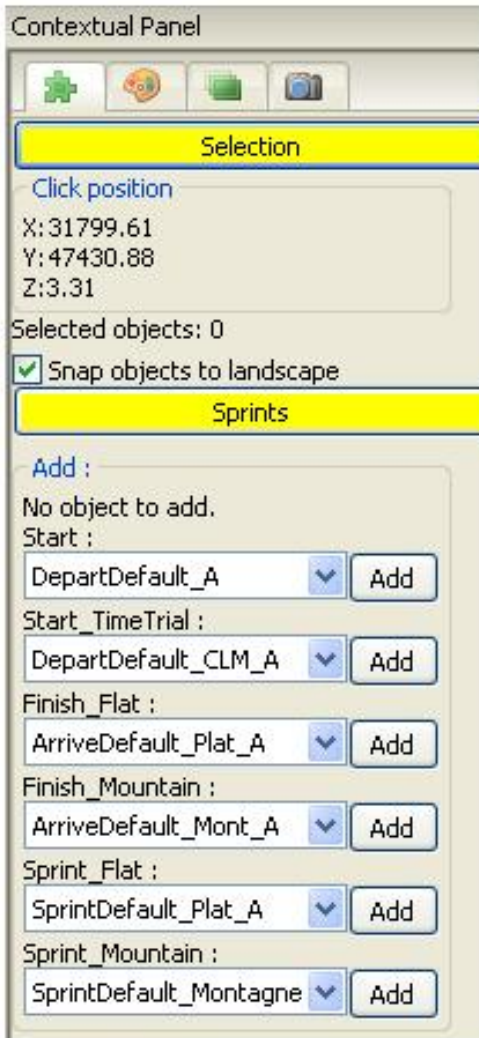 Contextual Panel
Selection
Click position
X:31799.61
Y:47430.88
Z:3.31
Selected objects: 0
Snap objects to landscape
Sprints
Add :
No object to add.
Start :
DepartDefault_A Add
Start_TimeTrial :
DepartDefault_CLM_A Add
Finish_Flat :
ArriveDefault_Plat_A Add
Finish_Mountain :
ArriveDefault_Mont_A Add
Sprint_Flat :
SprintDefault_Plat_A Add
Sprint_Mountain :
SprintDefault_Montagne Add